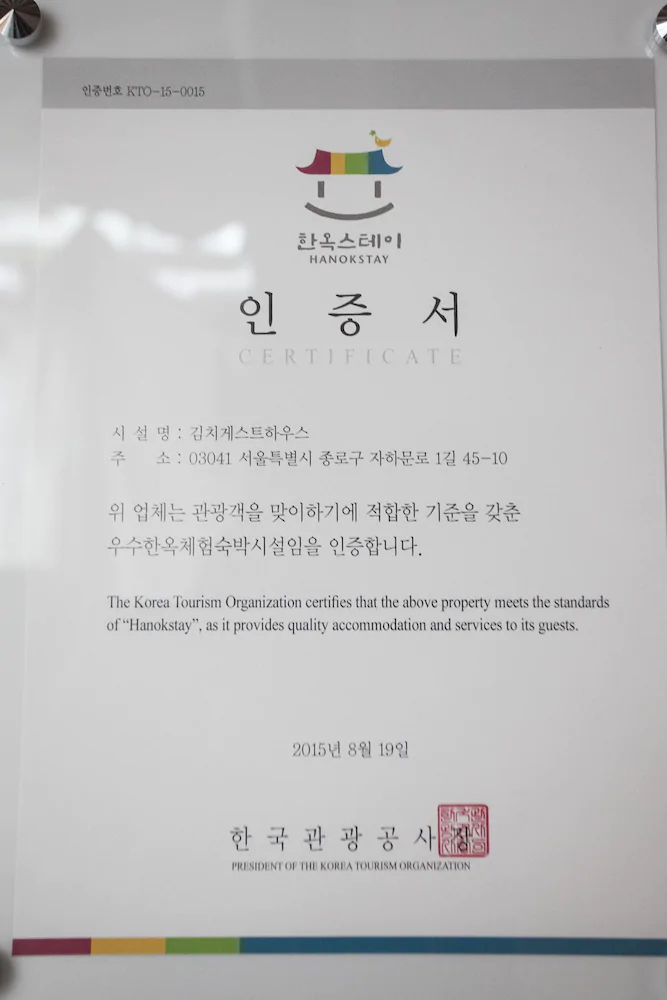 인증번호 KTO-15-0015
한옥스테이
HANOKSTAY
인 증 서
CERTIFICATE
시 설 명 : 김치게스트하우스
주 소 : 03041 서울특별시 종로구 자하문로 1길 45-10
위 업체는 관광객을 맞이하기에 적합한 기준을 갖춘
우수한옥체험숙박시설임을 인증합니다.
The Korea Tourism Organization certifies that the above property meets the standards
of “Hanokstay”, as it provides quality accommodation and services to its guests.
2015년 8월 19일
한 국 관 광 공 사 장
PRESIDENT OF THE KOREA TOURISM ORGANIZATION